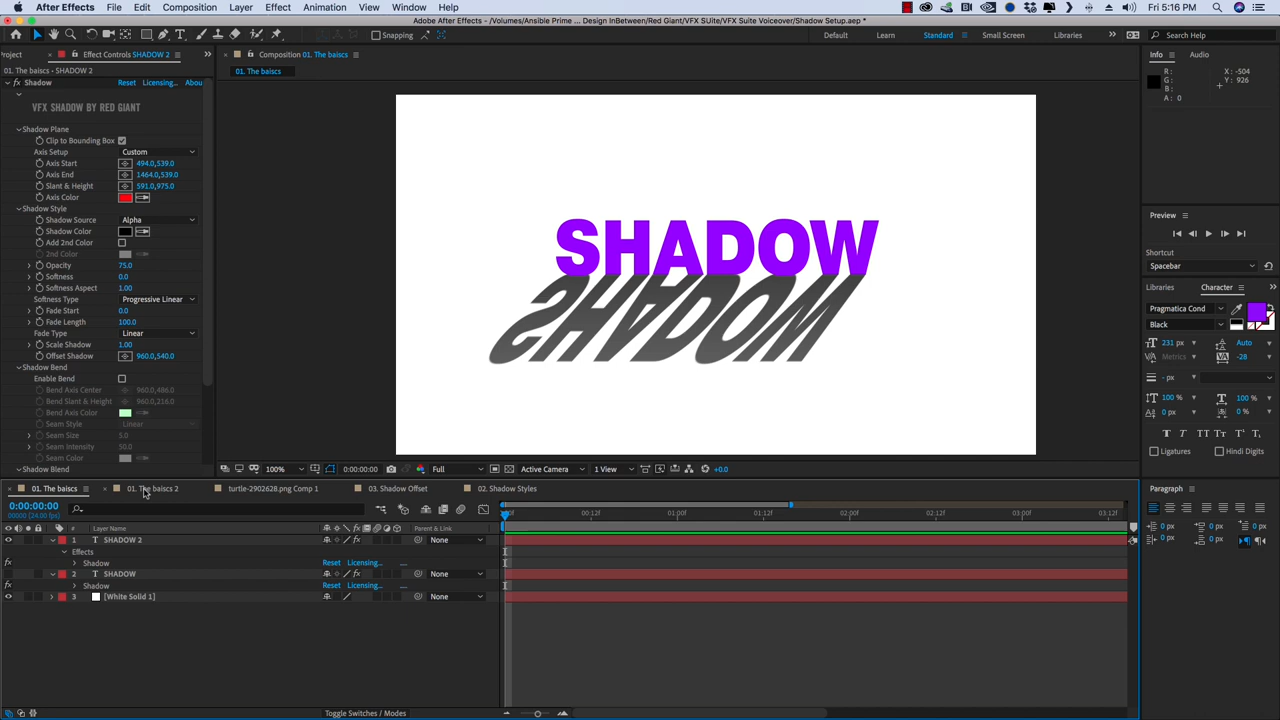 After Effects File Edit Composition Layer Effect Animation View Window Help Fri 5:16 PM
Adobe After Effects - /Volumes/Ansible Prime ... Design InBetween/Red Giant/VFX SUite/VFX Suite Voiceover/Shadow Setup.aep *
Snapping Default Learn Standard Small Screen Libraries Search Help
Project Effect Controls SHADOW 2 Composition 01. The baiscs Info Audio
01. The baiscs • SHADOW 2 01. The baiscs
R: G: B: A: 0 X: -504 Y: 926
Shadow Reset Licensing... Abou
VFX SHADOW BY RED GIANT
Shadow Plane
Clip to Bounding Box
Axis Setup Custom
Axis Start 494.0,539.0
Axis End 1464.0,539.0
Slant & Height 591.0,975.0
Axis Color
Shadow Style
Shadow Source Alpha
Shadow Color
Add 2nd Color
2nd Color
Opacity 75.0
Softness 0.0
Softness Aspect 1.00
Softness Type Progressive Linear
Fade Start 0.0
Fade Length 100.0
Fade Type Linear
Scale Shadow 1.00
Offset Shadow 960.0,540.0
Shadow Bend
Enable Bend
Bend Axis Center 960.0,486.0
Bend Slant & Height 960.0,216.0
Bend Axis Color
Seam Style Linear
Seam Size 5.0
Seam Intensity 50.0
Seam Color
Shadow Blend
SHADOW
SHADOW
Preview
Shortcut
Spacebar
Libraries Character
Pragmatica Cond
Black
231 px Auto
Metrics -28
- px
100 % 100 %
0 px 0 %
T T TT Tr T¹ T₁
Ligatures Hindi Digits
100% 0:00:00:00 Full Active Camera 1 View +0.0
01. The baiscs 01. The baiscs 2 turtle-2902628.png Comp 1 03. Shadow Offset 02. Shadow Styles
0:00:00:00
00000 (24.00 fps)
00:12f 01:00f 01:12f 02:00f 02:12f 03:00f 03:12f
# Layer Name Parent & Link
1 T SHADOW 2 None
Effects
Shadow Reset Licensing... ...
2 T SHADOW None
Shadow Reset Licensing... ...
3 [White Solid 1] None
Toggle Switches / Modes
Paragraph
0 px 0 px
0 px 0 px